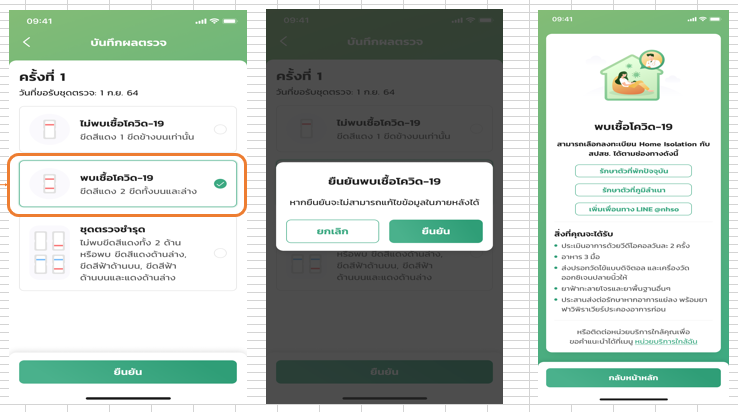 09:41
บันทึกผลตรวจ
ครั้งที่ 1
วันที่ขอรับชุดตรวจ: 1 ก.ย. 64
ไม่พบเชื้อโควิด-19
ขีดสีแดง 1 ขีดข้างบนเท่านั้น
พบเชื้อโควิด-19
ขีดสีแดง 2 ขีดทั้งบนและล่าง
ชุดตรวจชำรุด
ไม่พบขีดสีแดงทั้ง 2 ด้าน
หรือพบ ขีดสีแดงด้านล่าง,
ขีดสีฟ้าด้านบน, ขีดสีฟ้า
ด้านบนและแดงด้านล่าง
ยืนยัน
09:41
บันทึกผลตรวจ
ครั้งที่ 1
วันที่ขอรับชุดตรวจ: 1 ก.ย. 64
ไม่พบเชื้อโควิด-19
ขีดสีแดง 1 ขีดข้างบนเท่านั้น
ยืนยันพบเชื้อโควิด-19
หากยืนยันจะไม่สามารถแก้ไขข้อมูลในภายหลังได้
ยกเลิก
ยืนยัน
หรือพบ ขีดสีแดงด้านล่าง,
ขีดสีฟ้าด้านบน, ขีดสีฟ้า
ด้านบนและแดงด้านล่าง
ยืนยัน
09:41
พบเชื้อโควิด-19
สามารถเลือกลงทะเบียน Home Isolation กับ
สปสช. ได้ตามช่องทางดังนี้
รักษาตัวที่พักปัจจุบัน
รักษาตัวที่ภูมิลำเนา
เพิ่มเพื่อนทาง LINE @nhso
สิ่งที่คุณจะได้รับ
• ประเมินอาการด้วยวีดีโอคอลวันละ 2 ครั้ง
• อาหาร 3 มื้อ
• ส่งปรอทวัดไข้แบบดิจิตอล และเครื่องวัด
ออกซิเจนปลายนิ้วให้
• ยาฟ้าทะลายโจรและยาพื้นฐานอื่นๆ
• ประสานส่งต่อรักษาหากอาการแย่ลง พร้อมยา
ฟาวิพิราเวียร์ประคองอาการก่อน
หรือติดต่อหน่วยบริการใกล้คุณเพื่อ
ขอคำแนะนำได้ที่เมนู หน่วยบริการใกล้ฉัน
กลับหน้าหลัก